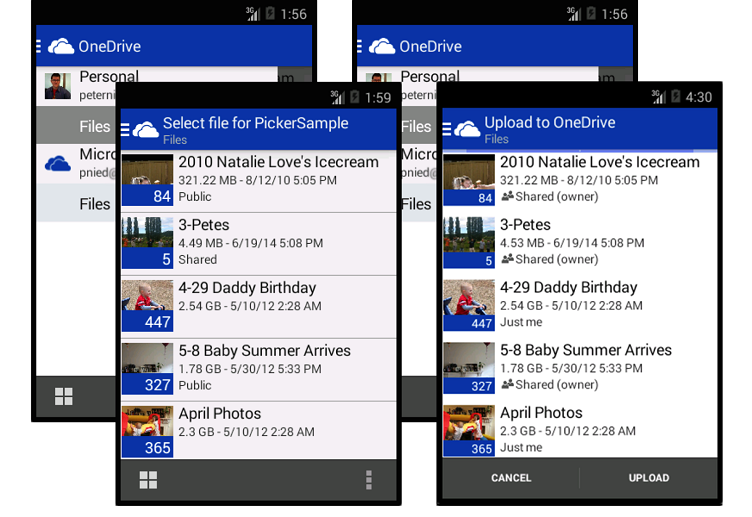 3G 1:56
OneDrive
Personal
peterni
Files
Micro
pnied@
Files
3G 1:59
Select file for PickerSample
Files
2010 Natalie Love's Icecream
321.22 MB - 8/12/10 5:05 PM
84 Public
3-Petes
4.49 MB - 6/19/14 5:08 PM
5 Shared
4-29 Daddy Birthday
2.54 GB - 5/10/12 2:28 AM
447
5-8 Baby Summer Arrives
1.78 GB - 5/30/12 5:33 PM
327 Public
April Photos
2.3 GB - 5/10/12 2:28 AM
365
3G 1:56
OneDrive
Personal
peterni
Files
Micro
pnied@
Files
3G 4:30
Upload to OneDrive
Files
2010 Natalie Love's Icecream
321.22 MB - 8/12/10 5:05 PM
84 Shared (owner)
3-Petes
4.53 MB - 6/19/14 5:08 PM
5 Shared (owner)
4-29 Daddy Birthday
2.54 GB - 5/10/12 2:28 AM
447 Just me
5-8 Baby Summer Arrives
1.78 GB - 5/30/12 5:33 PM
327 Shared (owner)
April Photos
2.3 GB - 5/10/12 2:28 AM
365 Just me
CANCEL UPLOAD